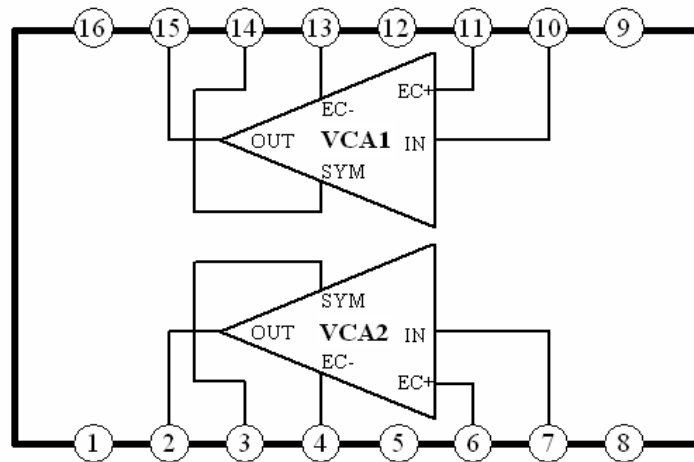 16 15 14 13 12 11 10 9
EC+
EC-
OUT VCA1 IN
SYM
SYM
OUT VCA2 IN
EC-
EC+
1 2 3 4 5 6 7 8